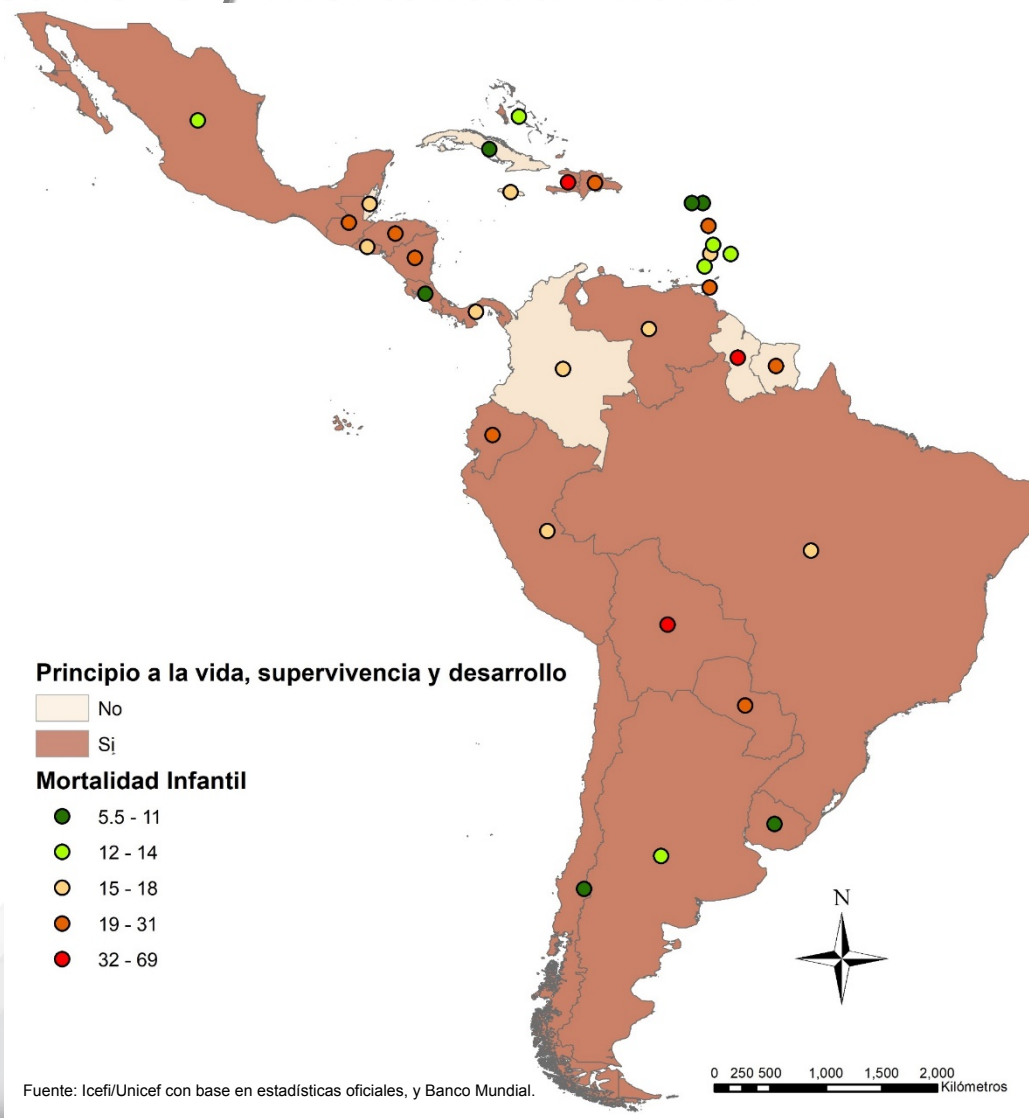 Principio a la vida, supervivencia y desarrollo
No
Si
Mortalidad Infantil
5.5 - 11
12 - 14
15 - 18
19 - 31
32 - 69
N
0 250 500 1,000 1,500 2,000
Kilómetros
Fuente: Icefi/Unicef con base en estadísticas oficiales, y Banco Mundial.